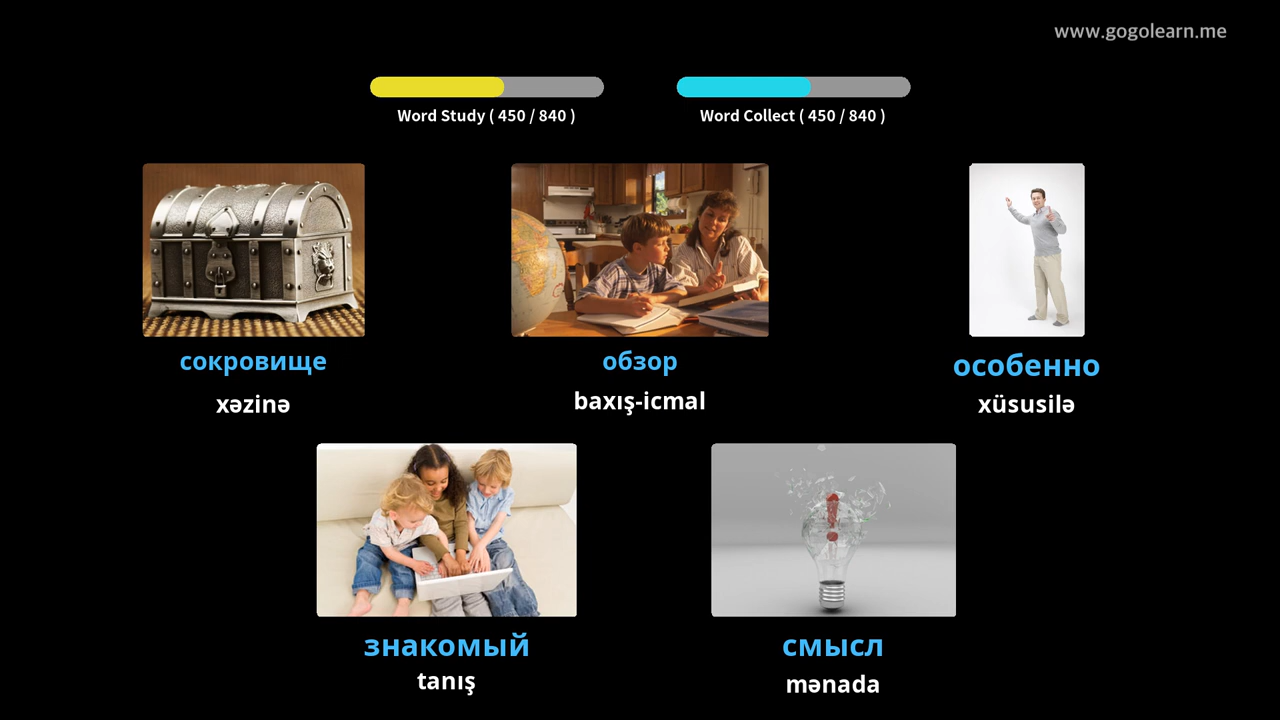 www.gogolearn.me
Word Study ( 450 / 840 )
Word Collect ( 450 / 840 )
сокровище
xəzinə
обзор
baxış-icmal
особенно
xüsusilə
знакомый
tanış
смысл
mənada